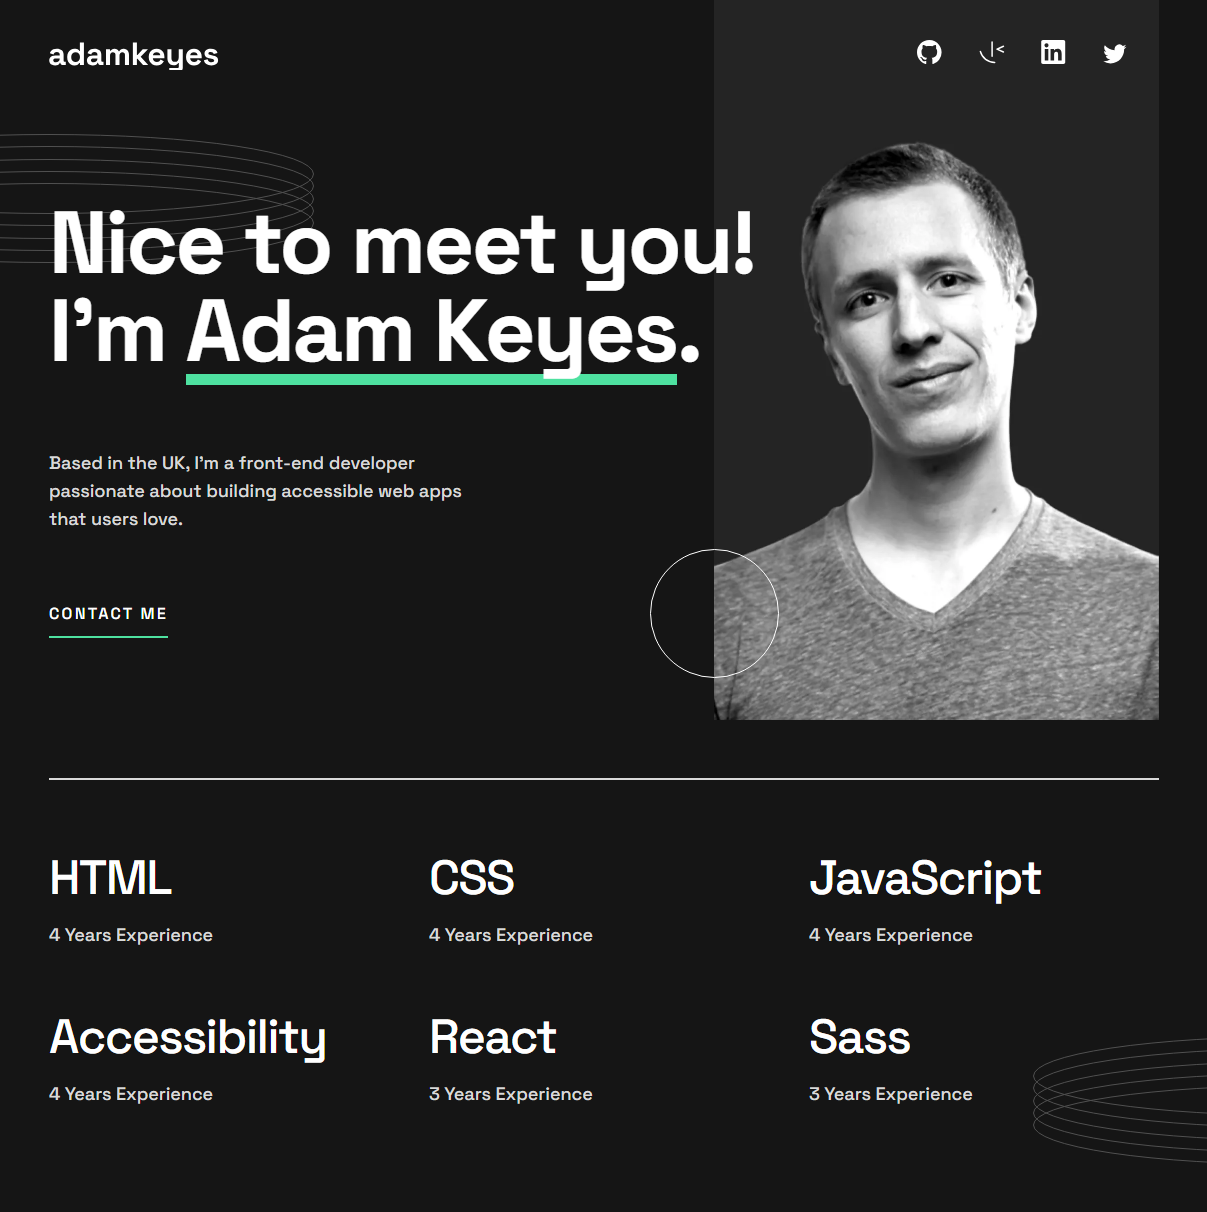 adamkeyes
Nice to meet you!
I’m Adam Keyes.
Based in the UK, I’m a front-end developer
passionate about building accessible web apps
that users love.
CONTACT ME
HTML
4 Years Experience
CSS
4 Years Experience
JavaScript
4 Years Experience
Accessibility
4 Years Experience
React
3 Years Experience
Sass
3 Years Experience